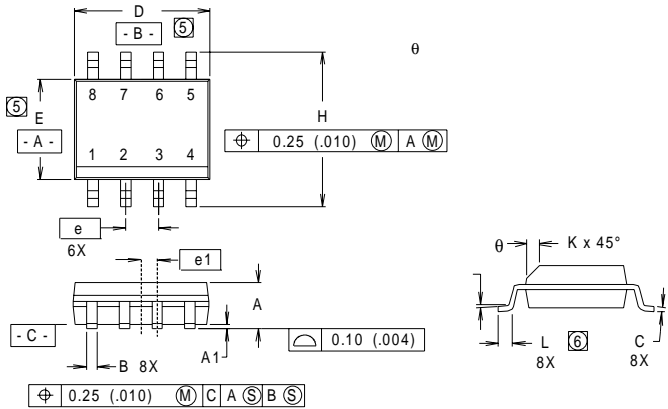 D
- B -
5
θ
8 7 6 5
5
E
H
- A -
⌖ 0.25 (.010) Ⓜ A Ⓜ
1 2 3 4
e
6X
e1
θ
K x 45°
A
- C -
A1
⌓ 0.10 (.004)
B 8X
L 6
8X
C
8X
⌖ 0.25 (.010) Ⓜ C A Ⓢ B Ⓢ